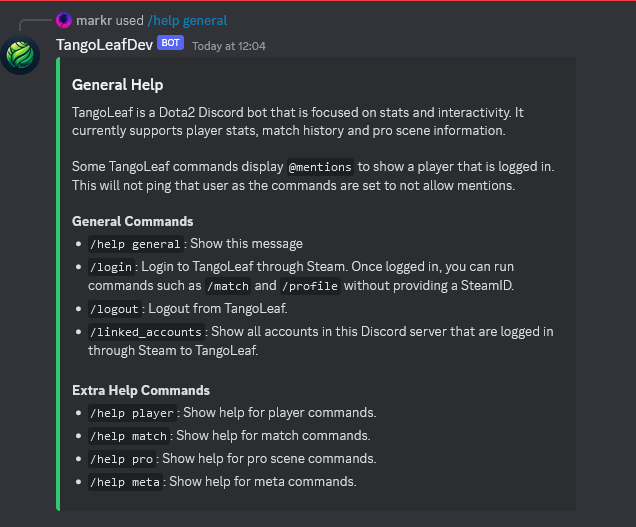 markr used /help general
TangoLeafDev BOT Today at 12:04
General Help
TangoLeaf is a Dota2 Discord bot that is focused on stats and interactivity. It
currently supports player stats, match history and pro scene information.
Some TangoLeaf commands display @mentions to show a player that is logged in.
This will not ping that user as the commands are set to not allow mentions.
General Commands
• /help general: Show this message
• /login: Login to TangoLeaf through Steam. Once logged in, you can run
commands such as /match and /profile without providing a SteamID.
• /logout: Logout from TangoLeaf.
• /linked_accounts: Show all accounts in this Discord server that are logged in
through Steam to TangoLeaf.
Extra Help Commands
• /help player: Show help for player commands.
• /help match: Show help for match commands.
• /help pro: Show help for pro scene commands.
• /help meta: Show help for meta commands.